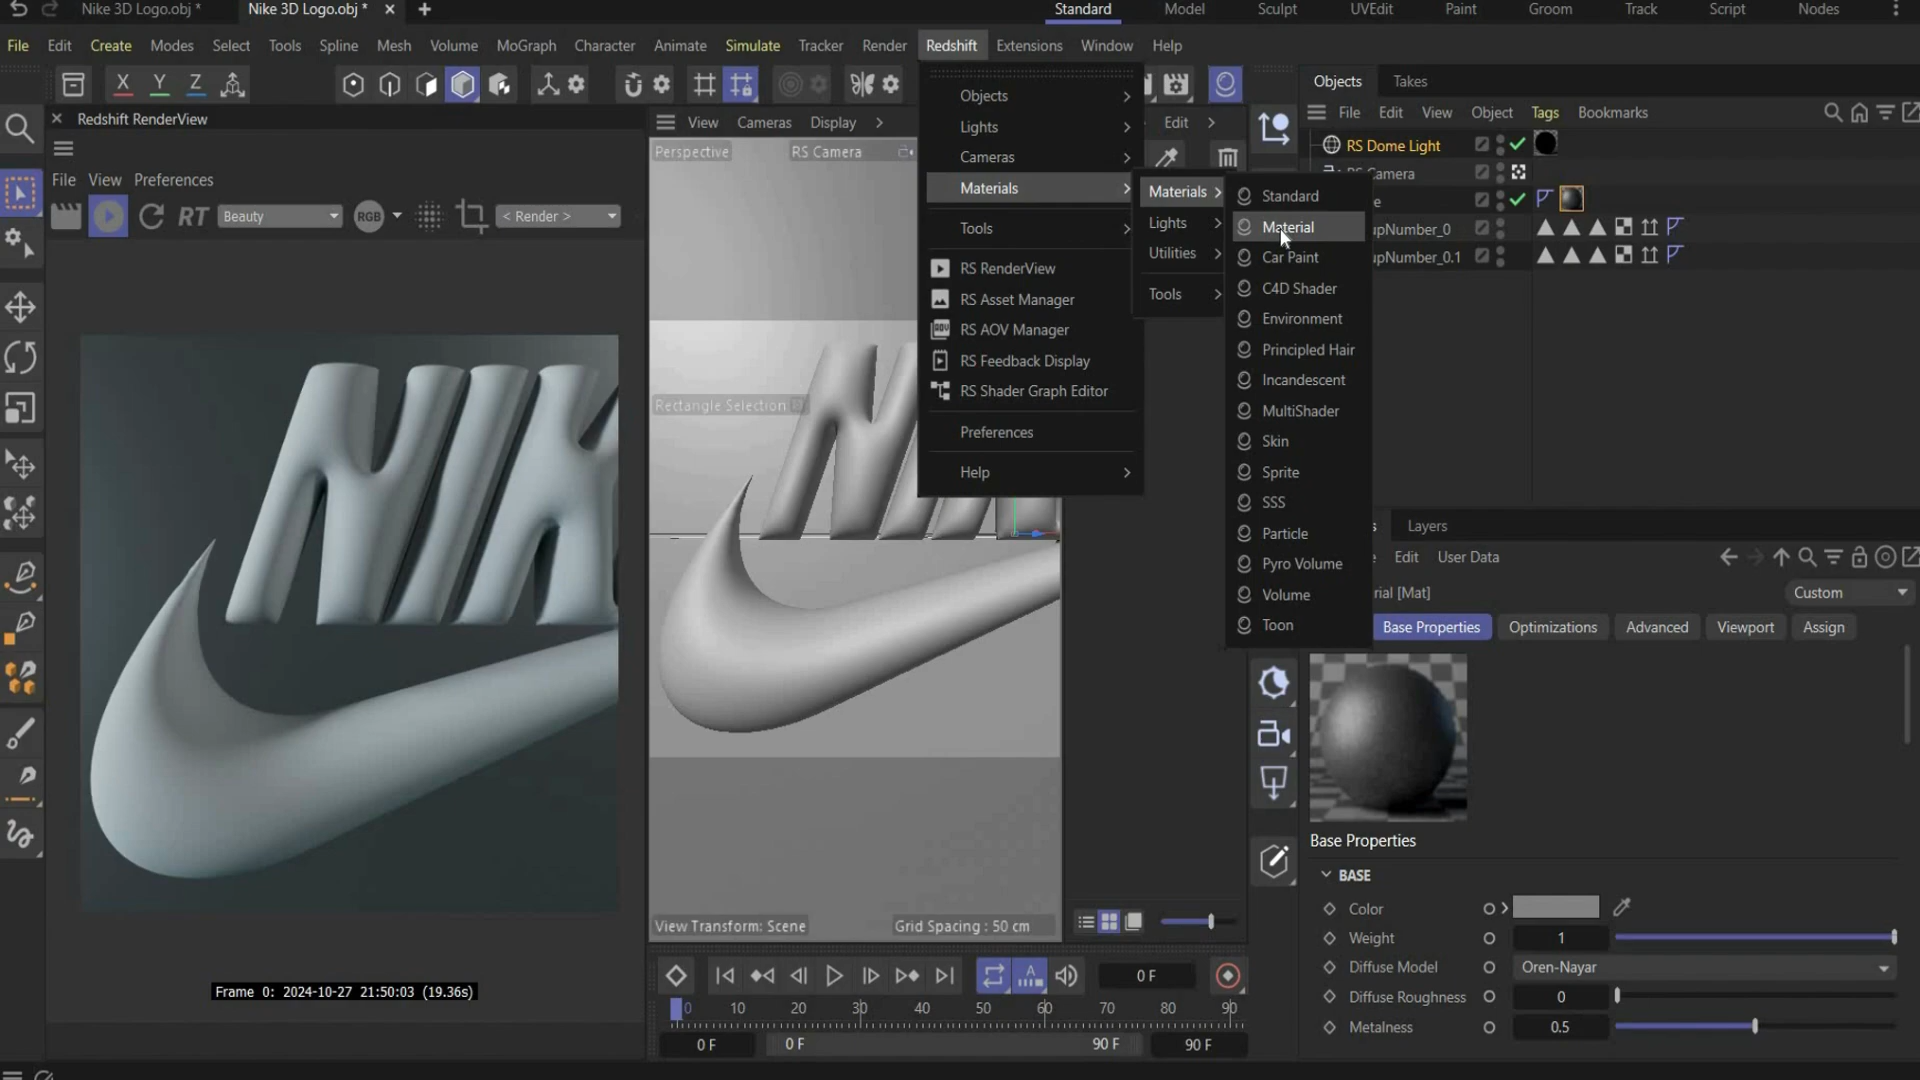 Nike 3D Logo.obj *
Nike 3D Logo.obj *
Standard
Model
Sculpt
UVEdit
Paint
Groom
Track
Script
Nodes
File Edit Create Modes Select Tools Spline Mesh Volume MoGraph Character Animate Simulate Tracker Render Redshift Extensions Window Help
X Y Z
Redshift RenderView
File View Preferences
RT
Beauty
RGB
< Render >
NIK
Frame 0: 2024-10-27 21:50:03 (19.36s)
View Cameras Display
Perspective
RS Camera
Rectangle Selection
View Transform: Scene
Grid Spacing : 50 cm
Objects
Lights
Cameras
Materials
Tools
RS RenderView
RS Asset Manager
AOV
RS AOV Manager
RS Feedback Display
RS Shader Graph Editor
Preferences
Help
Edit
Materials
Lights
Utilities
Tools
Standard
Material
Car Paint
C4D Shader
Environment
Principled Hair
Incandescent
MultiShader
Skin
Sprite
SSS
Particle
Pyro Volume
Volume
Toon
0 F
0 10 20 30 40 50 60 70 80 90
0 F
0 F
90 F
90 F
Objects
Takes
File Edit View Object Tags Bookmarks
RS Dome Light
RS Camera
e
upNumber_0
upNumber_0.1
s
Layers
e Edit User Data
rial [Mat]
Custom
Base Properties
Optimizations
Advanced
Viewport
Assign
Base Properties
BASE
Color
Weight
1
Diffuse Model
Oren-Nayar
Diffuse Roughness
0
Metalness
0.5